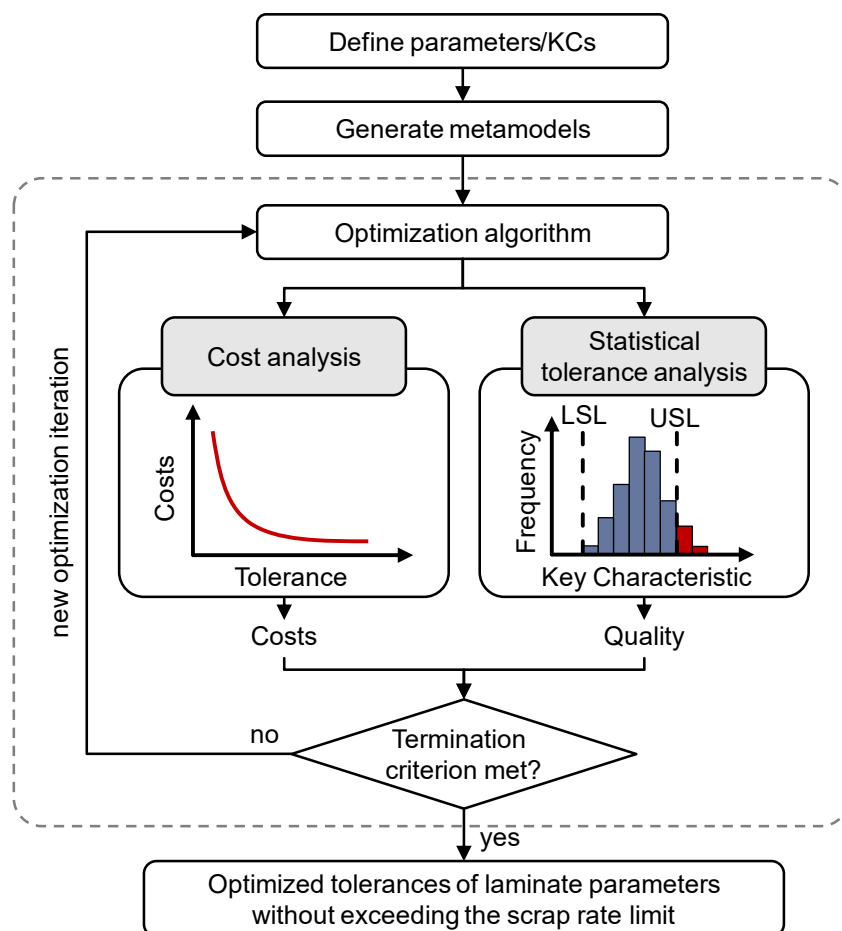 Define parameters/KCs
Generate metamodels
Optimization algorithm
Cost analysis
Statistical
tolerance analysis
new optimization iteration
Costs
Tolerance
LSL
USL
Frequency
Key Characteristic
Costs
Quality
Termination
criterion met?
no
yes
Optimized tolerances of laminate parameters
without exceeding the scrap rate limit